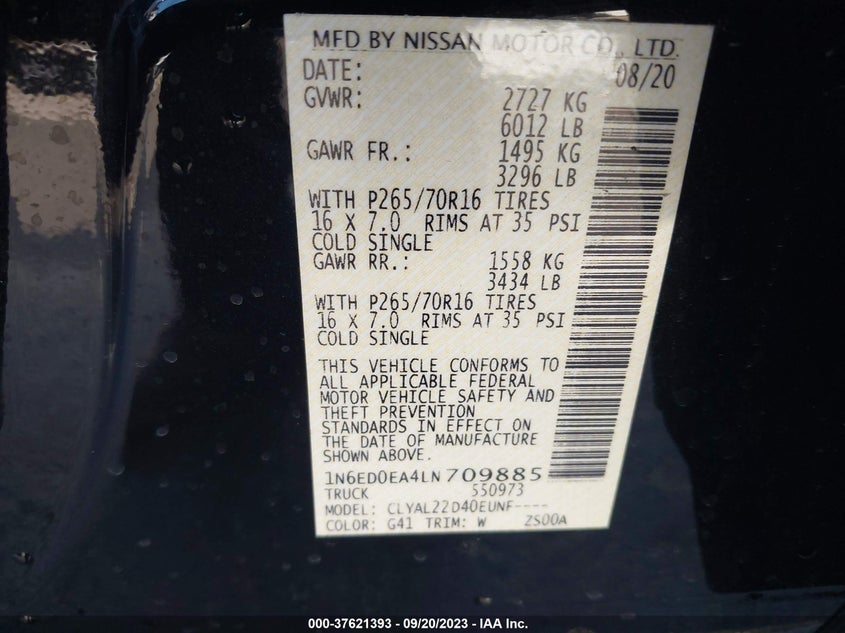 MFD BY NISSAN MOTOR CO., LTD.
DATE: 08/20
GVWR: 2727 KG
6012 LB
GAWR FR.: 1495 KG
3296 LB
WITH P265/70R16 TIRES
16 X 7.0 RIMS AT 35 PSI
COLD SINGLE
GAWR RR.: 1558 KG
3434 LB
WITH P265/70R16 TIRES
16 X 7.0 RIMS AT 35 PSI
COLD SINGLE
THIS VEHICLE CONFORMS TO
ALL APPLICABLE FEDERAL
MOTOR VEHICLE SAFETY AND
THEFT PREVENTION
STANDARDS IN EFFECT ON
THE DATE OF MANUFACTURE
SHOWN ABOVE.
1N6ED0EA4LN709885
TRUCK 550973
MODEL: CLYAL22D40EUNF----
COLOR: G41 TRIM: W ZS00A
000-37621393 - 09/20/2023 - IAA Inc.